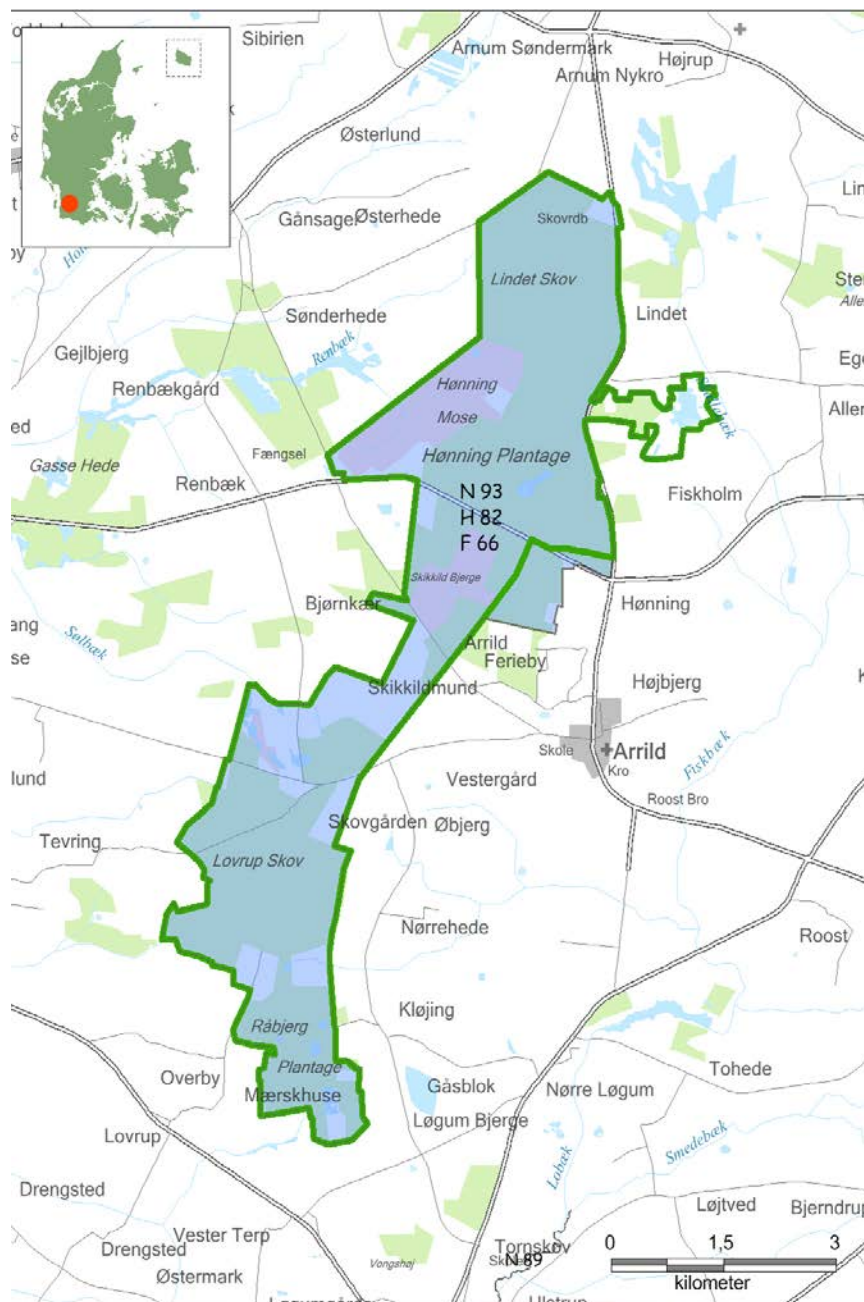 Sibirien
Arnum Søndermark
Højrup
Arnum Nykro
Østerlund
Gånsager
Østerhede
Skovrdb
Lindet Skov
Sønderhede
Lindet
Gejlbjerg
Renbæk
Renbækgård
Hønning
Mose
Fængsel
Hønning Plantage
Gasse Hede
Renbæk
Fiskholm
N 93
H 82
F 66
Skikkild Bjerge
Bjørnkær
Hønning
Sølbæk
Arrild
Ferieby
Skikkildmund
Højbjerg
Skole
Arrild
Kro
Fiskbæk
Vestergård
Roost Bro
Skovgården
Øbjerg
Tevring
Lovrup Skov
Nørrehede
Roost
Kløjing
Råbjerg
Plantage
Overby
Mærskhuse
Gåsblok
Nørre Løgum
Tohede
Løgum Bjerge
Lovrup
Smedebæk
Lobæk
Drengsted
Løjtved
Bjerndrup
Vester Terp
Drengsted
Østermark
Vongshøj
Tornskov
N 89
0 1,5 3
kilometer